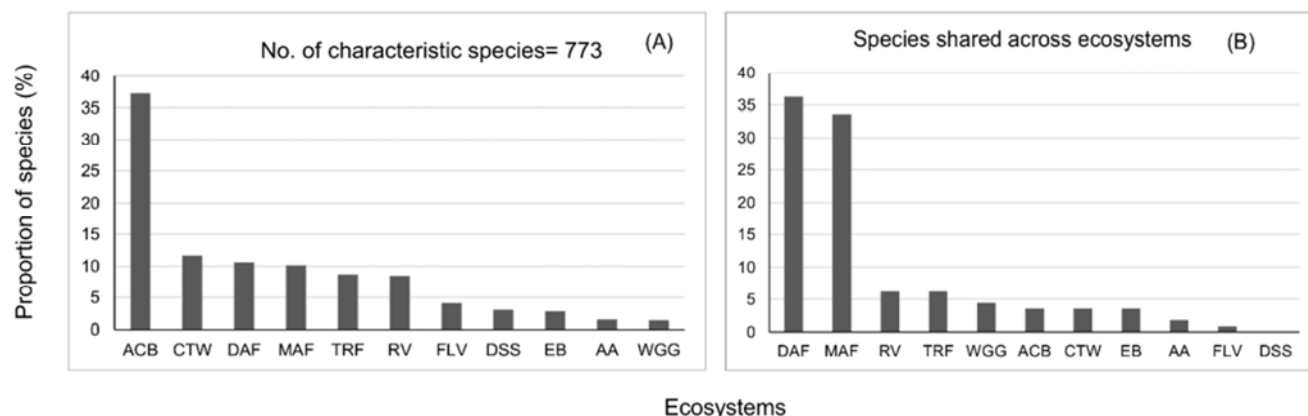 No. of characteristic species= 773
(A)
Proportion of species (%)
40
35
30
25
20
15
10
5
0
ACB CTW DAF MAF TRF RV FLV DSS EB AA WGG
Species shared across ecosystems
(B)
40
35
30
25
20
15
10
5
0
DAF MAF RV TRF WGG ACB CTW EB AA FLV DSS
Ecosystems